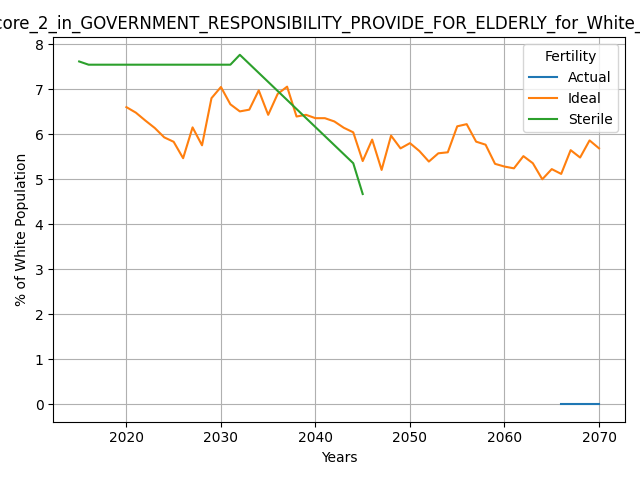 core_2_in_GOVERNMENT_RESPONSIBILITY_PROVIDE_FOR_ELDERLY_for_White_
Fertility
Actual
Ideal
Sterile
% of White Population
8
7
6
5
4
3
2
1
0
2020 2030 2040 2050 2060 2070
Years